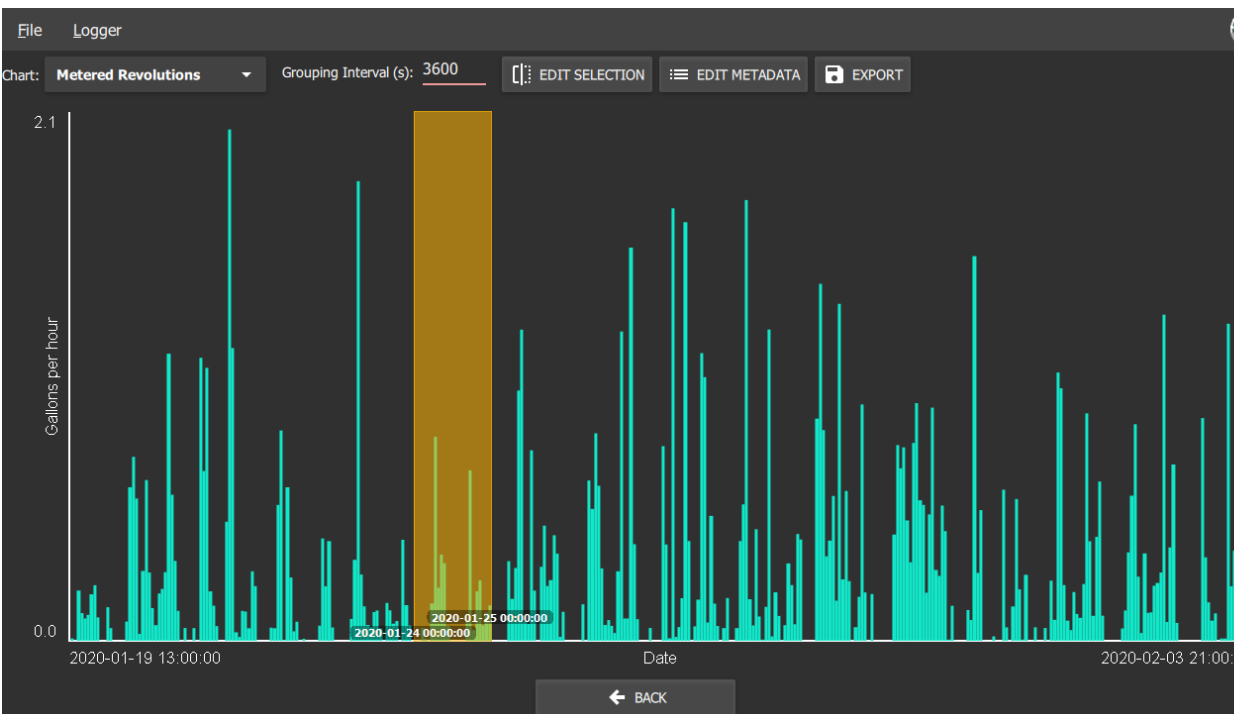 File Logger
Chart: Metered Revolutions Grouping Interval (s): 3600 EDIT SELECTION EDIT METADATA EXPORT
2.1
Gallons per hour
0.0
2020-01-25 00:00:00
2020-01-24 00:00:00
2020-01-19 13:00:00 Date 2020-02-03 21:00:
BACK